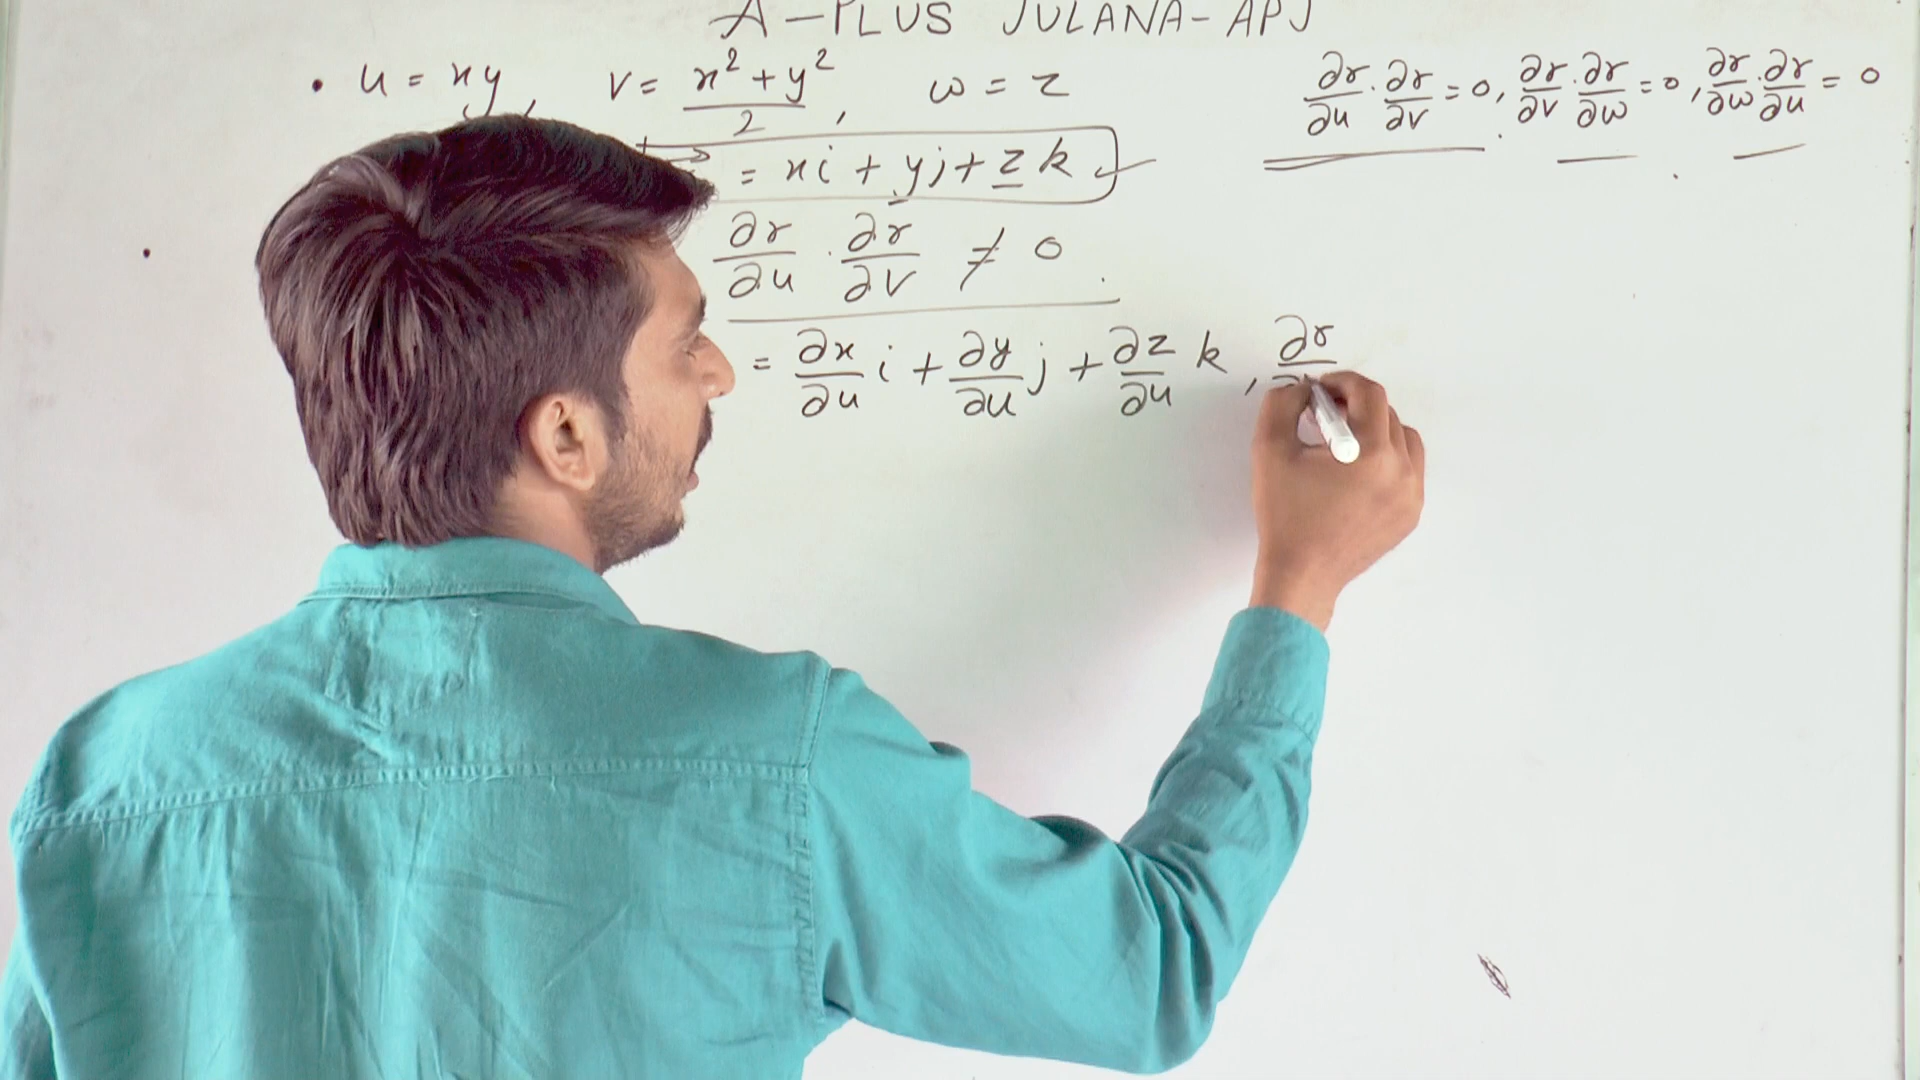 A-PLUS JULANA-APJ
• u = xy, v = x²+y²/2, w = z
∂r/∂u · ∂r/∂v = 0, ∂r/∂v · ∂r/∂w = 0, ∂r/∂w · ∂r/∂u = 0
= xi + yj + zk
∂r/∂u · ∂r/∂v ≠ 0
= ∂x/∂u i + ∂y/∂u j + ∂z/∂u k, ∂r